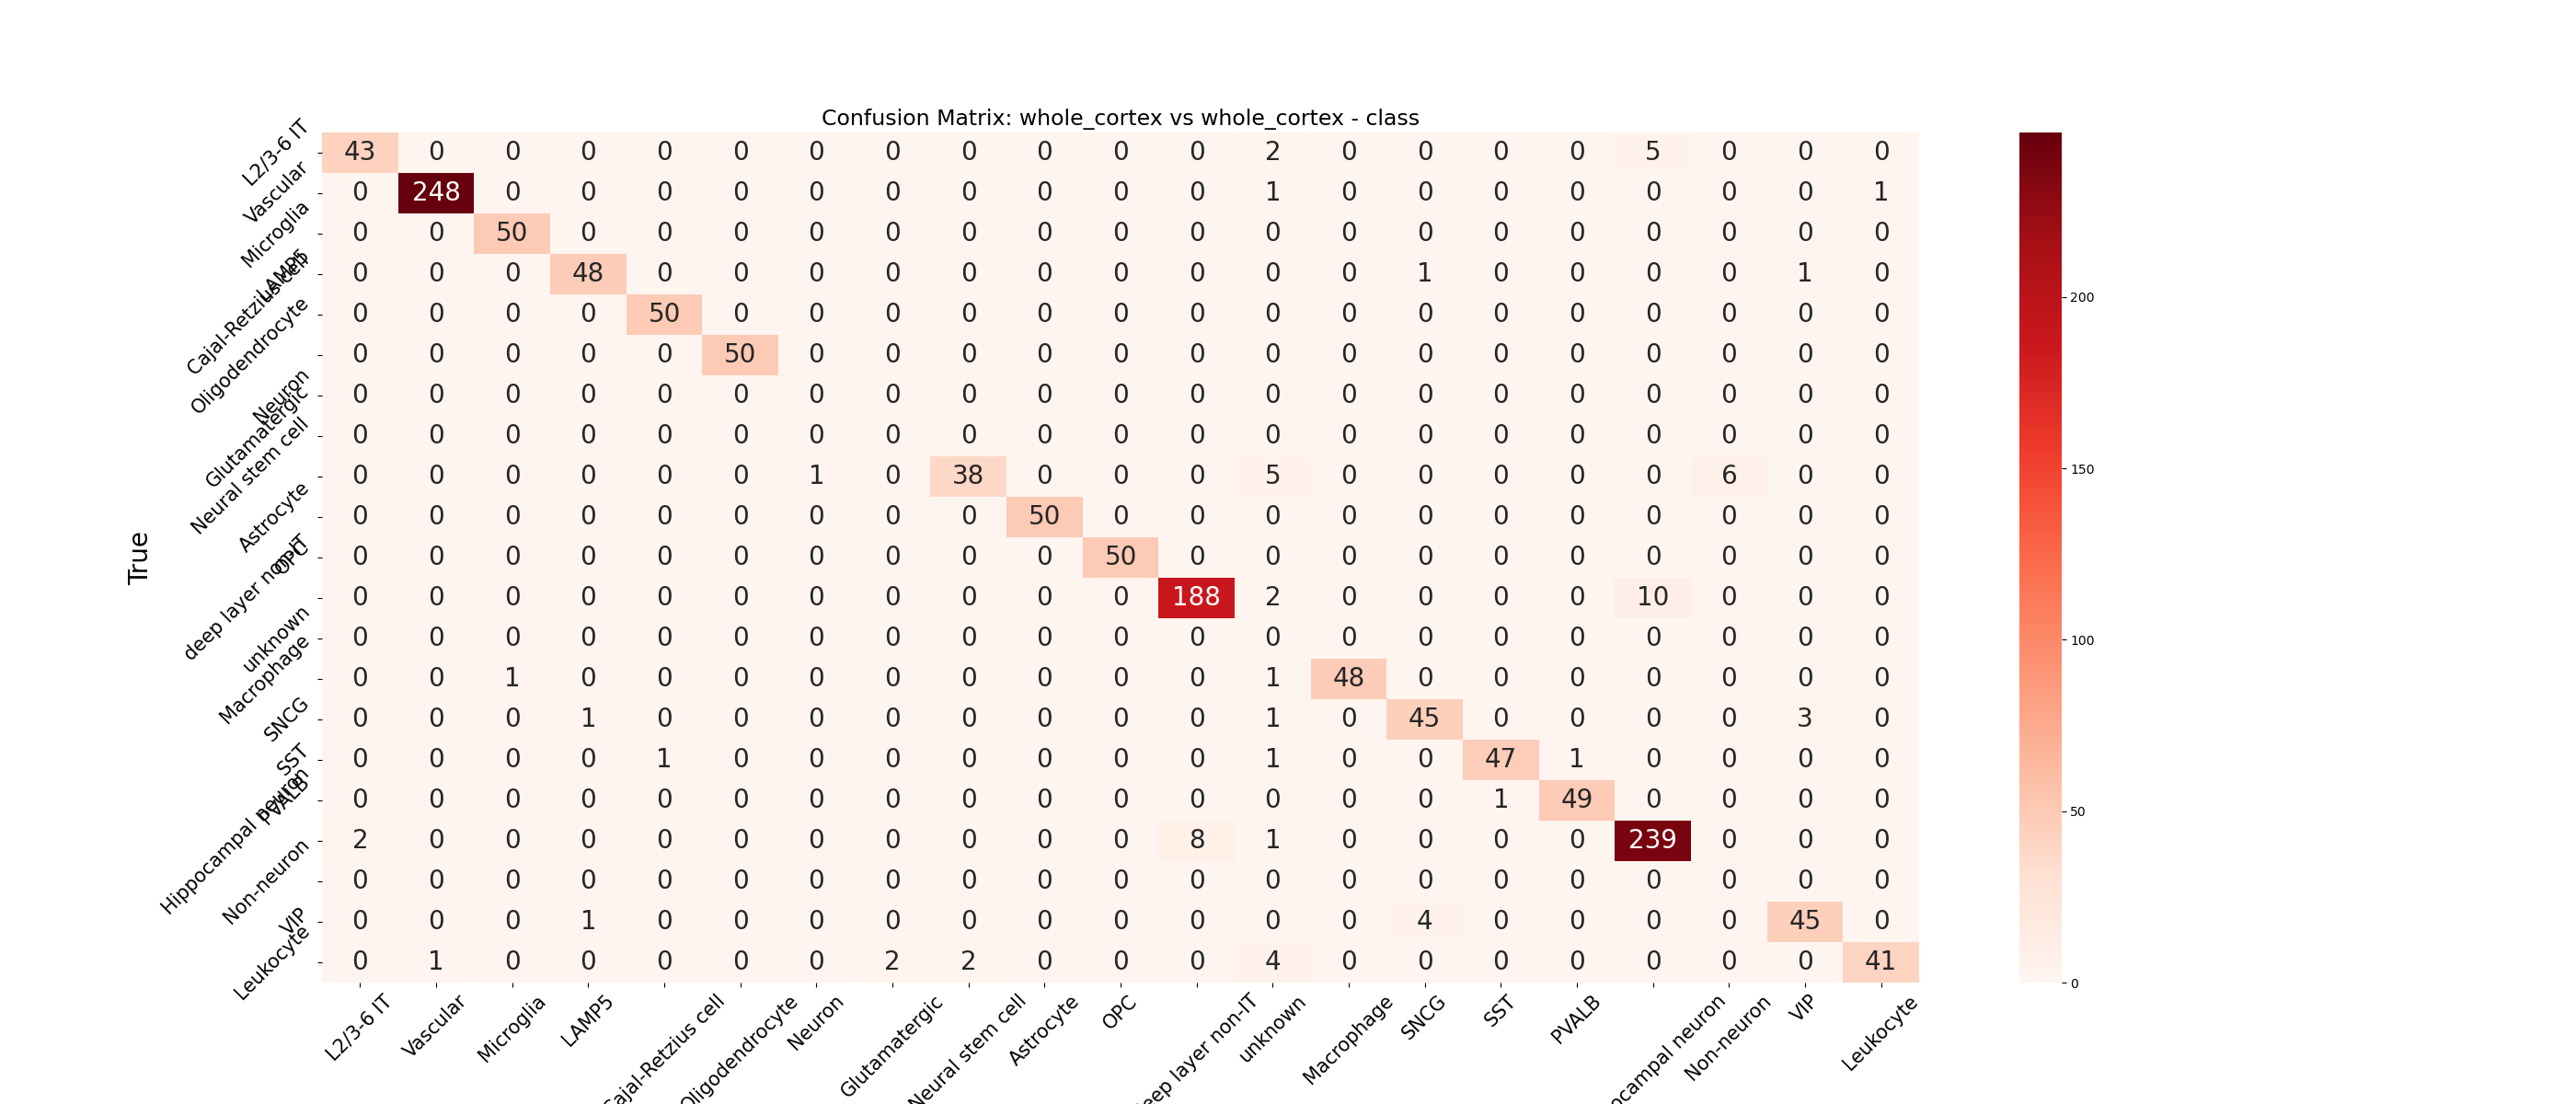 Confusion Matrix: whole_cortex vs whole_cortex - class
True
L2/3-6 IT 43 0 0 0 0 0 0 0 0 0 0 0 2 0 0 0 0 5 0 0 0
Vascular 0 248 0 0 0 0 0 0 0 0 0 0 1 0 0 0 0 0 0 0 1
Microglia 0 0 50 0 0 0 0 0 0 0 0 0 0 0 0 0 0 0 0 0 0
LAMP5 0 0 0 48 0 0 0 0 0 0 0 0 0 0 1 0 0 0 0 1 0
Cajal-Retzius cell 0 0 0 0 50 0 0 0 0 0 0 0 0 0 0 0 0 0 0 0 0
Oligodendrocyte 0 0 0 0 0 50 0 0 0 0 0 0 0 0 0 0 0 0 0 0 0
Neuron 0 0 0 0 0 0 0 0 0 0 0 0 0 0 0 0 0 0 0 0 0
Glutamatergic 0 0 0 0 0 0 0 0 0 0 0 0 0 0 0 0 0 0 0 0 0
Neural stem cell 0 0 0 0 0 0 1 0 38 0 0 0 5 0 0 0 0 0 6 0 0
Astrocyte 0 0 0 0 0 0 0 0 0 50 0 0 0 0 0 0 0 0 0 0 0
OPC 0 0 0 0 0 0 0 0 0 0 50 0 0 0 0 0 0 0 0 0 0
deep layer non-IT 0 0 0 0 0 0 0 0 0 0 0 188 2 0 0 0 0 10 0 0 0
unknown 0 0 0 0 0 0 0 0 0 0 0 0 0 0 0 0 0 0 0 0 0
Macrophage 0 0 1 0 0 0 0 0 0 0 0 0 1 48 0 0 0 0 0 0 0
SNCG 0 0 0 1 0 0 0 0 0 0 0 0 1 0 45 0 0 0 0 3 0
SST 0 0 0 0 1 0 0 0 0 0 0 0 1 0 0 47 1 0 0 0 0
PVALB 0 0 0 0 0 0 0 0 0 0 0 0 0 0 0 1 49 0 0 0 0
Hippocampal neuron 2 0 0 0 0 0 0 0 0 0 0 8 1 0 0 0 0 239 0 0 0
Non-neuron 0 0 0 0 0 0 0 0 0 0 0 0 0 0 0 0 0 0 0 0 0
VIP 0 0 0 1 0 0 0 0 0 0 0 0 0 0 4 0 0 0 0 45 0
Leukocyte 0 1 0 0 0 0 0 2 2 0 0 0 4 0 0 0 0 0 0 0 41
L2/3-6 IT Vascular Microglia LAMP5 Cajal-Retzius cell Oligodendrocyte Neuron Glutamatergic Neural stem cell Astrocyte OPC deep layer non-IT unknown Macrophage SNCG SST PVALB ocampal neuron Non-neuron VIP Leukocyte
200
150
100
50
0